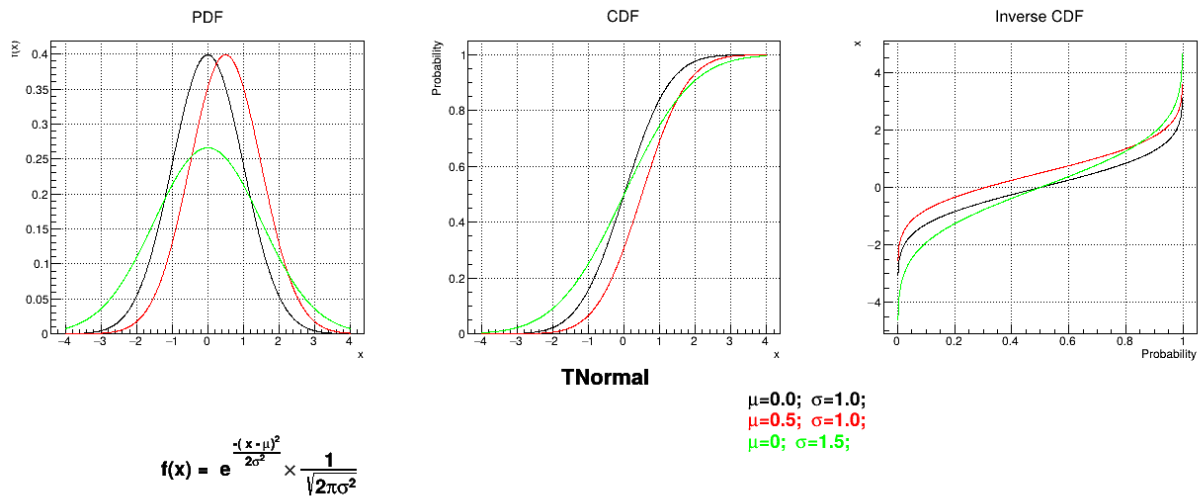 PDF
CDF
Inverse CDF
f(x)
0.4
0.35
0.3
0.25
0.2
0.15
0.1
0.05
0
−4 −3 −2 −1 0 1 2 3 4
x
Probability
1
0.8
0.6
0.4
0.2
0
−4 −3 −2 −1 0 1 2 3 4
x
x
4
2
0
−2
−4
0 0.2 0.4 0.6 0.8 1
Probability
TNormal
μ=0.0; σ=1.0;
μ=0.5; σ=1.0;
μ=0; σ=1.5;
f(x) = e^(-(x-μ)²/2σ²) × 1/√2πσ²